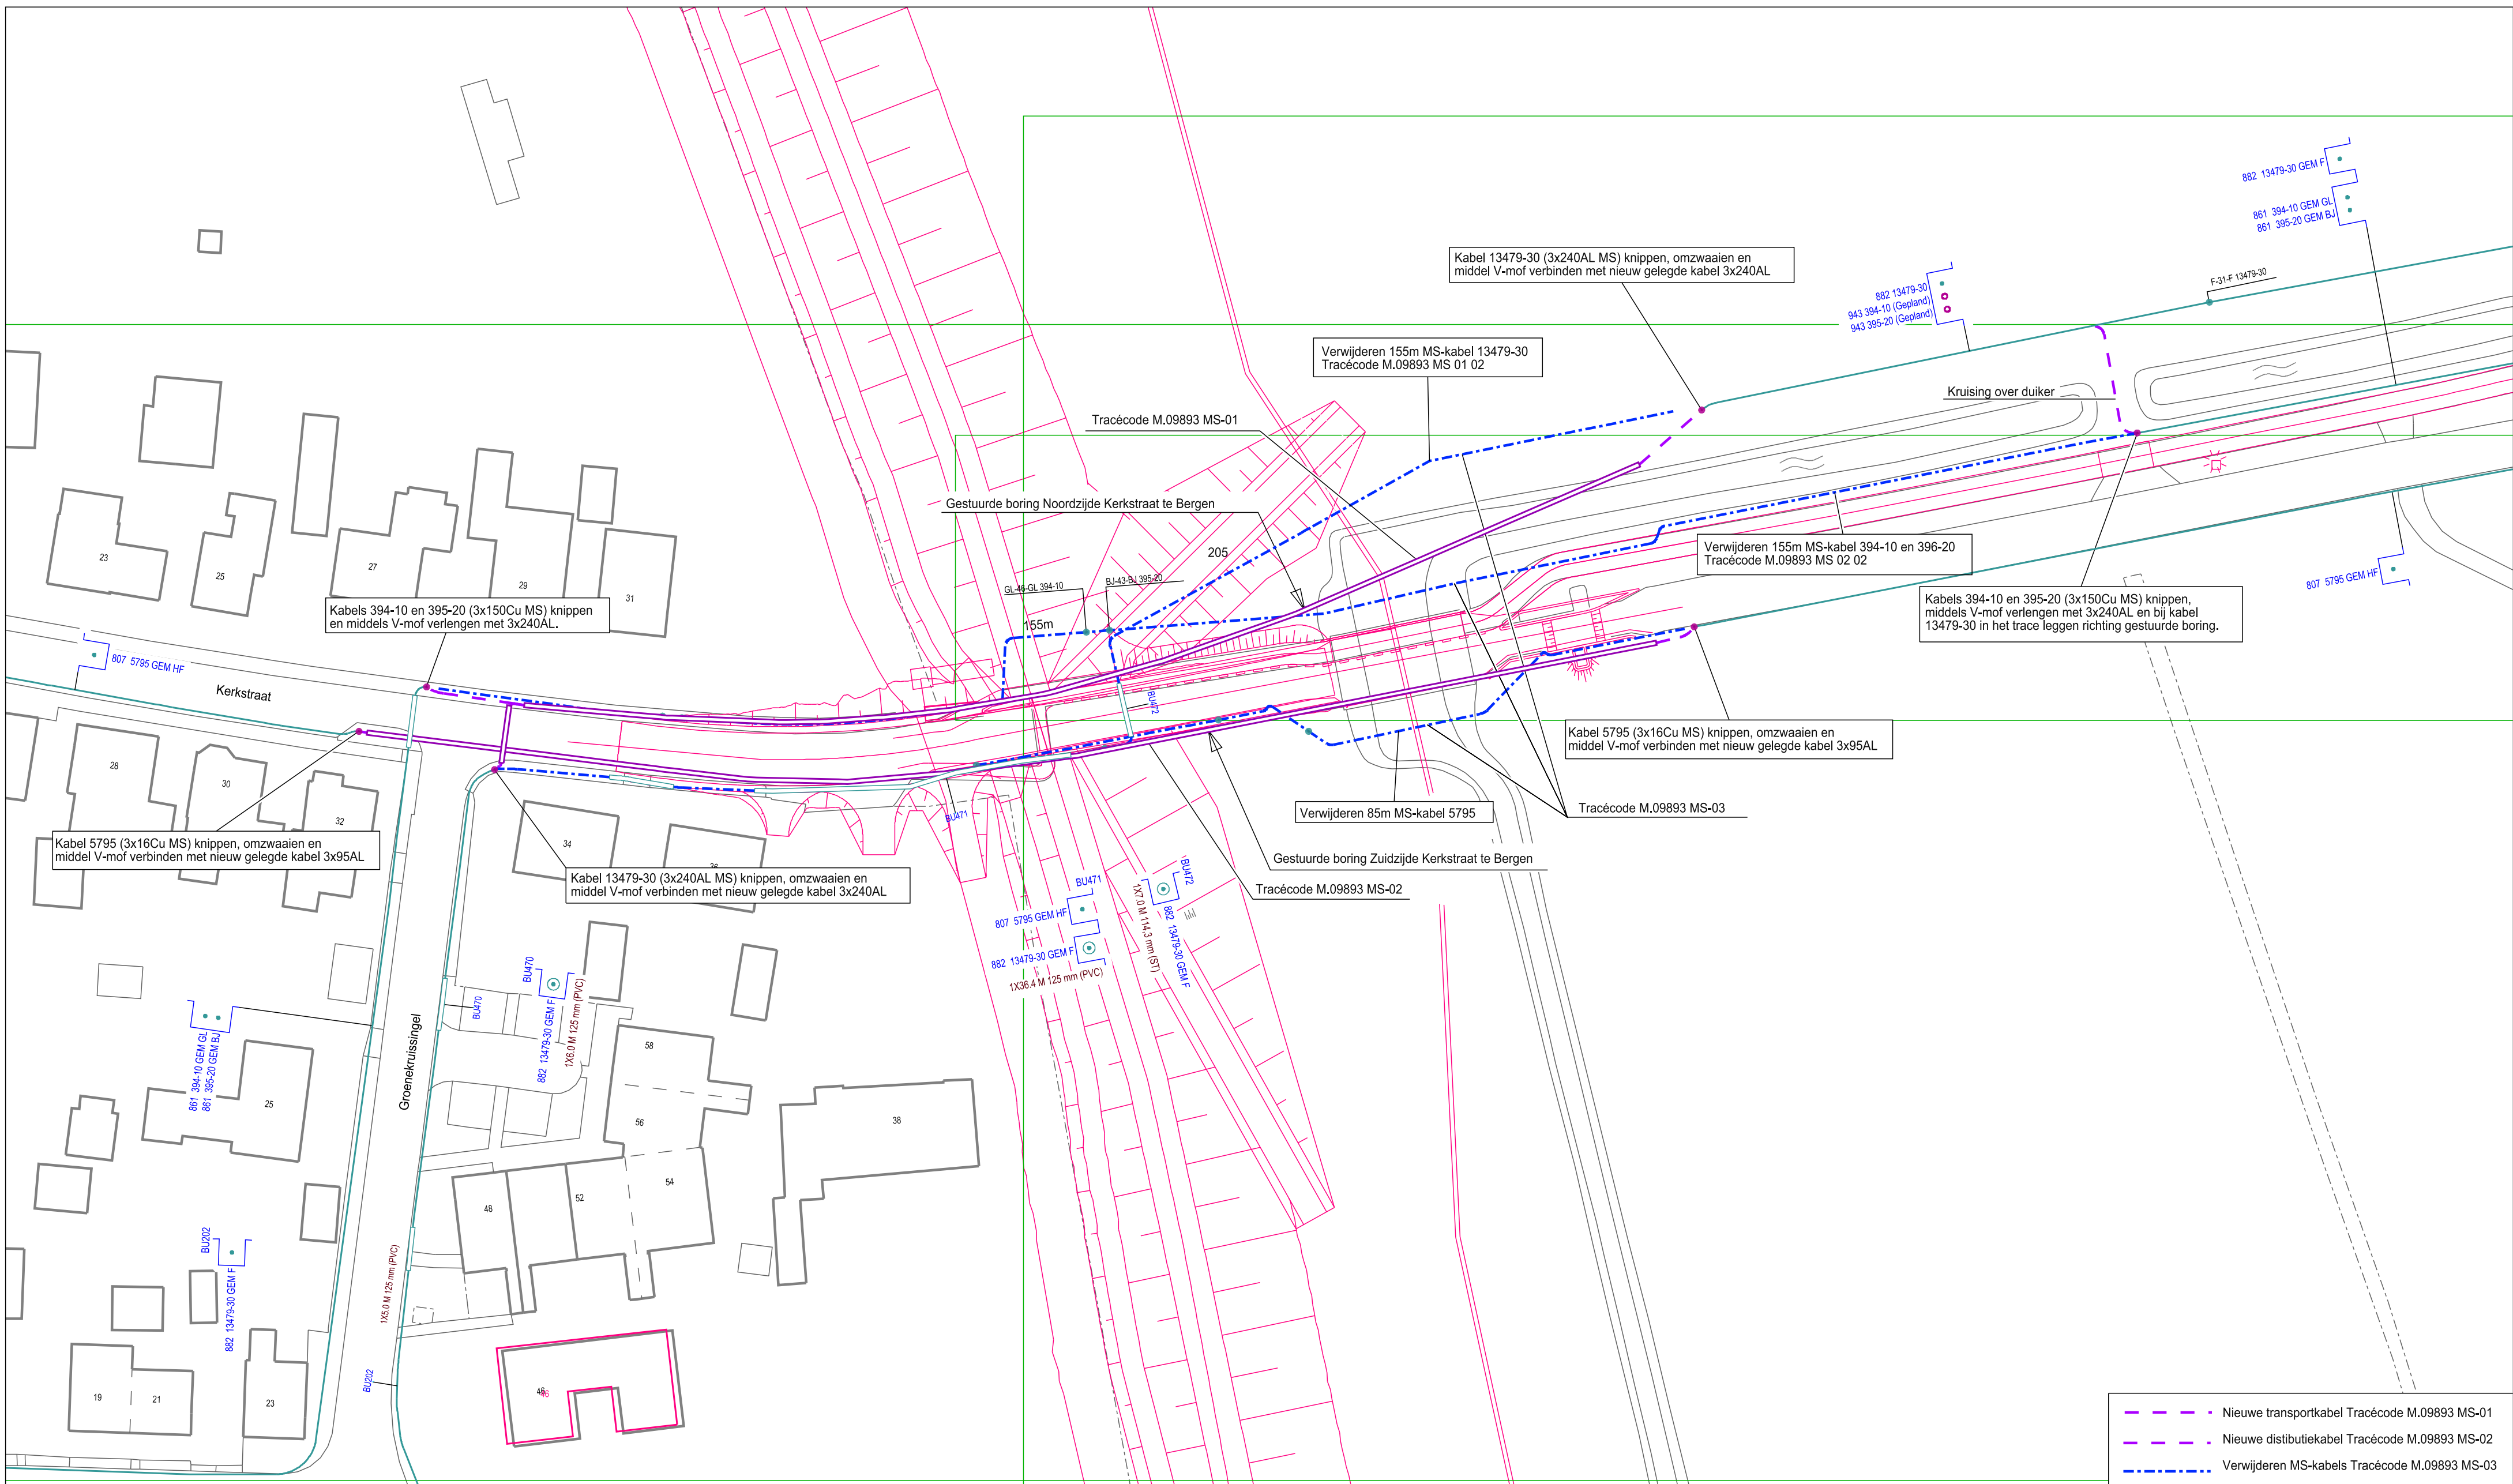 882 13479-30 GEM F
861 394-10 GEM GL
861 395-20 GEM BJ
Kabel 13479-30 (3x240AL MS) knippen, omzwaaien en
middel V-mof verbinden met nieuw gelegde kabel 3x240AL
882 13479-30
943 394-10 (Gepland)
943 395-20 (Gepland)
F-31-F 13479-30
Verwijderen 155m MS-kabel 13479-30
Tracécode M.09893 MS 01 02
Kruising over duiker
Tracécode M.09893 MS-01
Gestuurde boring Noordzijde Kerkstraat te Bergen
205
23
25
27
29
31
Verwijderen 155m MS-kabel 394-10 en 396-20
Tracécode M.09893 MS 02 02
807 5795 GEM HF
GL-46-GL 394-10
BJ-43-BJ 395-20
155m
Kabels 394-10 en 395-20 (3x150Cu MS) knippen
en middels V-mof verlengen met 3x240AL.
Kabels 394-10 en 395-20 (3x150Cu MS) knippen,
middels V-mof verlengen met 3x240AL en bij kabel
13479-30 in het trace leggen richting gestuurde boring.
807 5795 GEM HF
Kerkstraat
BU472
Kabel 5795 (3x16Cu MS) knippen, omzwaaien en
middel V-mof verbinden met nieuw gelegde kabel 3x95AL
28
30
32
34
36
BU471
Verwijderen 85m MS-kabel 5795
Tracécode M.09893 MS-03
Kabel 5795 (3x16Cu MS) knippen, omzwaaien en
middel V-mof verbinden met nieuw gelegde kabel 3x95AL
Kabel 13479-30 (3x240AL MS) knippen, omzwaaien en
middel V-mof verbinden met nieuw gelegde kabel 3x240AL
Gestuurde boring Zuidzijde Kerkstraat te Bergen
Tracécode M.09893 MS-02
BU471
807 5795 GEM HF
882 13479-30 GEM F
1X36.4 M 125 mm (PVC)
BU472
882 13479-30 GEM F
1X7.0 M 114,3 mm (ST)
BU470
882 13479-30 GEM F
1X6.0 M 125 mm (PVC)
BU470
Groenekruissingel
861 394-10 GEM GL
861 395-20 GEM BJ
25
58
56
54
52
48
38
BU202
882 13479-30 GEM F
1X5.0 M 125 mm (PVC)
BU202
19
21
23
46
46
Nieuwe transportkabel Tracécode M.09893 MS-01
Nieuwe distibutiekabel Tracécode M.09893 MS-02
Verwijderen MS-kabels Tracécode M.09893 MS-03